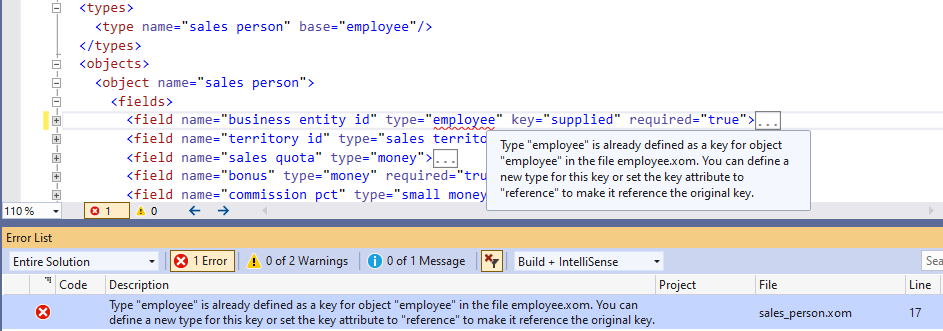 <types>
<type name="sales person" base="employee"/>
</types>
<objects>
<object name="sales person">
<fields>
<field name="business entity id" type="employee" key="supplied" required="true">...
<field name="territory id" type="sales territo
<field name="sales quota" type="money">...
<field name="bonus" type="money" required="tru
<field name="commission pct" type="small money
Type "employee" is already defined as a key for object
"employee" in the file employee.xom. You can define a
new type for this key or set the key attribute to
"reference" to make it reference the original key.
110 % 1 0
Error List
Entire Solution 1 Error 0 of 2 Warnings 0 of 1 Message Build + IntelliSense Sea
Code Description Project File Line
Type "employee" is already defined as a key for object "employee" in the file employee.xom. You can
define a new type for this key or set the key attribute to "reference" to make it reference the original key.
sales_person.xom 17